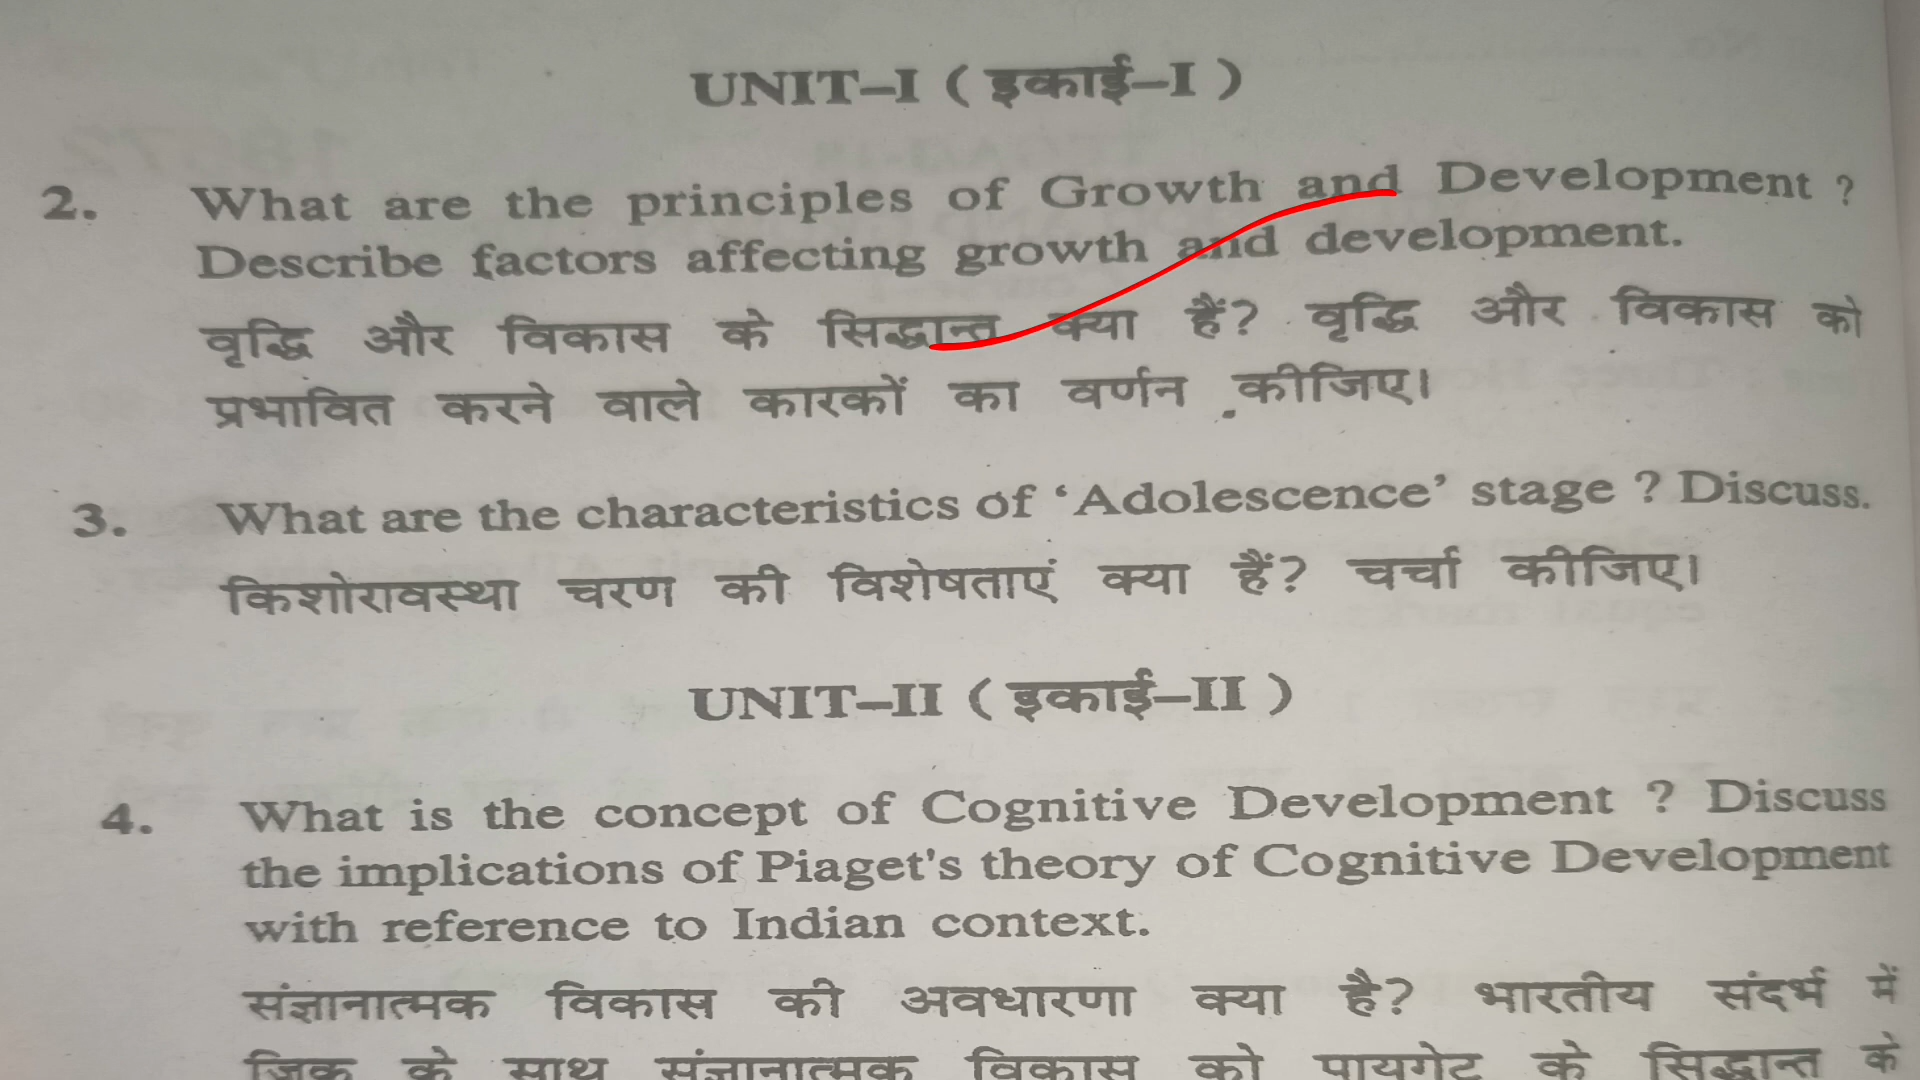 UNIT–I ( इकाई–I )
2. What are the principles of Growth and Development ?
Describe factors affecting growth and development.
वृद्धि और विकास के सिद्धान्त क्या हैं? वृद्धि और विकास को
प्रभावित करने वाले कारकों का वर्णन कीजिए।
3. What are the characteristics of ‘Adolescence’ stage ? Discuss.
किशोरावस्था चरण की विशेषताएं क्या हैं? चर्चा कीजिए।
UNIT–II ( इकाई–II )
4. What is the concept of Cognitive Development ? Discuss
the implications of Piaget's theory of Cognitive Development
with reference to Indian context.
संज्ञानात्मक विकास की अवधारणा क्या है? भारतीय संदर्भ में
जिक्र के साथ संज्ञानात्मक विकास को पायगेट के सिद्धान्त के